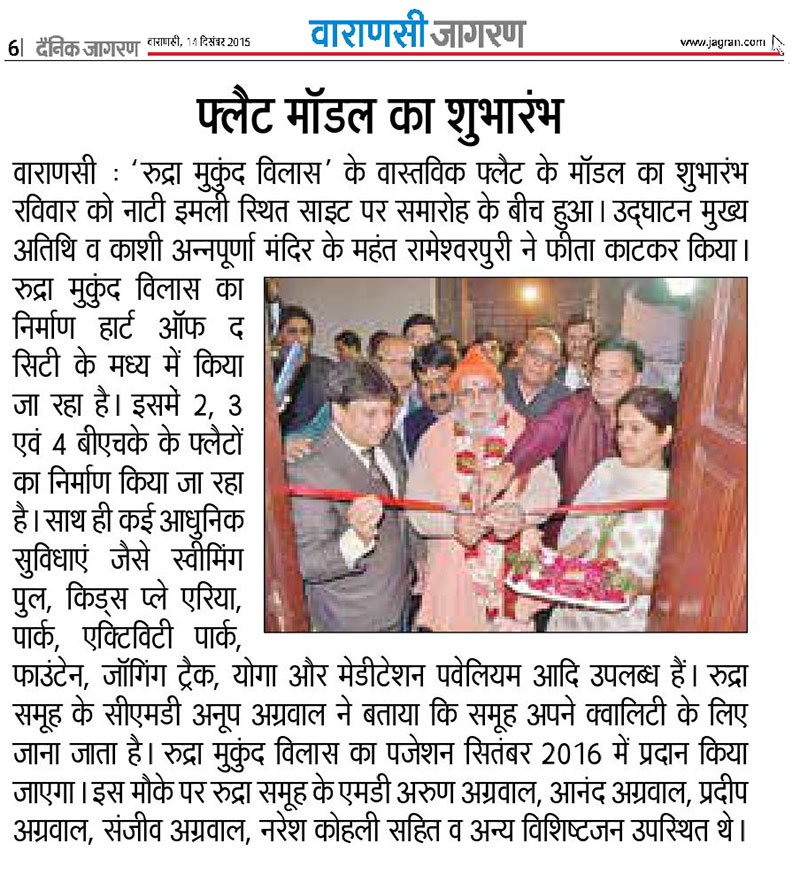 6 दैनिक जागरण वाराणसी, 14 दिसंबर 2015 वाराणसी जागरण www.jagran.com
फ्लैट मॉडल का शुभारंभ
वाराणसी : ‘रुद्रा मुकुंद विलास’ के वास्तविक फ्लैट के मॉडल का शुभारंभ
रविवार को नाटी इमली स्थित साइट पर समारोह के बीच हुआ। उद्घाटन मुख्य
अतिथि व काशी अन्नपूर्णा मंदिर के महंत रामेश्वरपुरी ने फीता काटकर किया।
रुद्रा मुकुंद विलास का
निर्माण हार्ट ऑफ द
सिटी के मध्य में किया
जा रहा है। इसमें 2, 3
एवं 4 बीएचके के फ्लैटों
का निर्माण किया जा रहा
है। साथ ही कई आधुनिक
सुविधाएं जैसे स्वीमिंग
पुल, किड्स प्ले एरिया,
पार्क, एक्टिविटी पार्क,
फाउंटेन, जॉगिंग ट्रैक, योगा और मेडीटेशन पवेलियम आदि उपलब्ध हैं। रुद्रा
समूह के सीएमडी अनूप अग्रवाल ने बताया कि समूह अपने क्वालिटी के लिए
जाना जाता है। रुद्रा मुकुंद विलास का पजेशन सितंबर 2016 में प्रदान किया
जाएगा। इस मौके पर रुद्रा समूह के एमडी अरुण अग्रवाल, आनंद अग्रवाल, प्रदीप
अग्रवाल, संजीव अग्रवाल, नरेश कोहली सहित व अन्य विशिष्टजन उपस्थित थे।